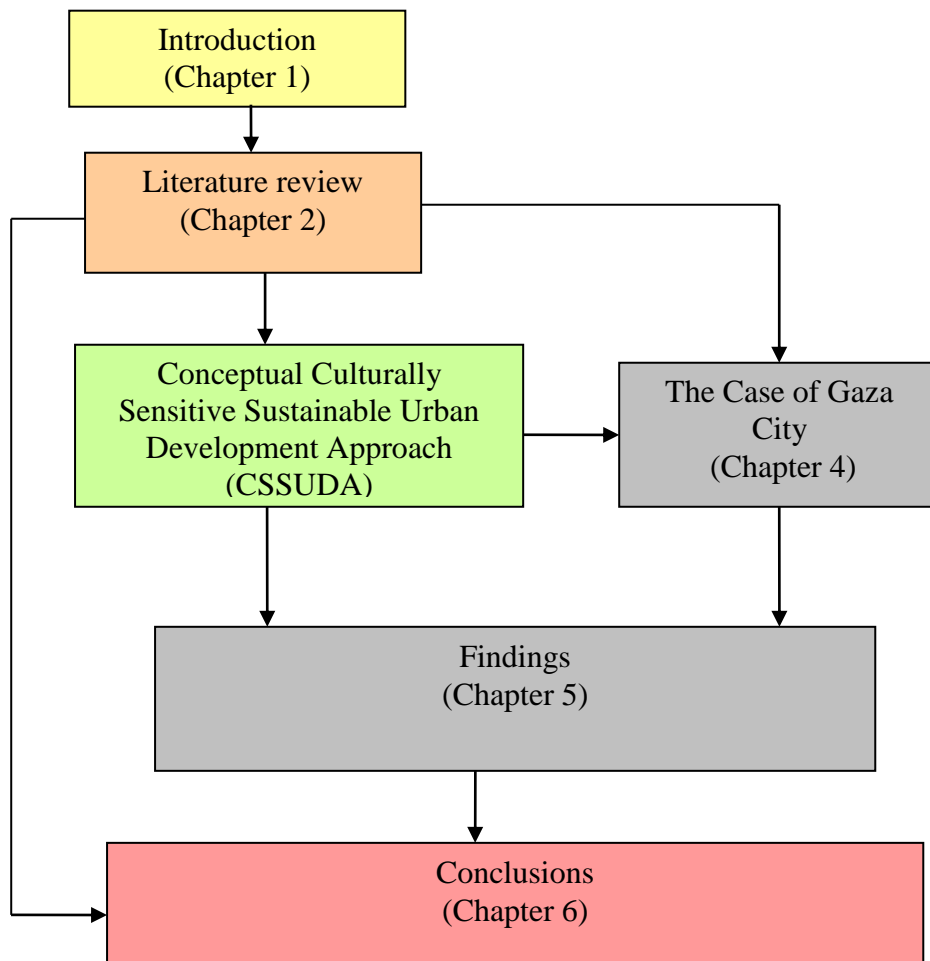 Introduction
(Chapter 1)
Literature review
(Chapter 2)
Conceptual Culturally
Sensitive Sustainable Urban
Development Approach
(CSSUDA)
The Case of Gaza
City
(Chapter 4)
Findings
(Chapter 5)
Conclusions
(Chapter 6)